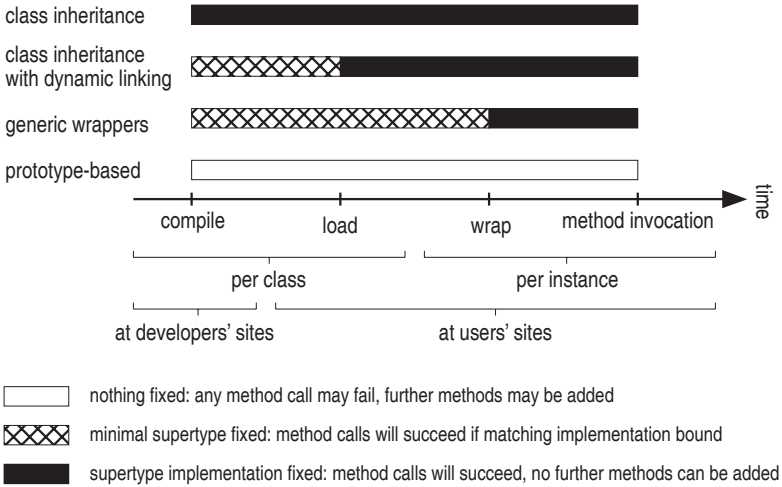 class inheritance
class inheritance
with dynamic linking
generic wrappers
prototype-based
time
compile
load
wrap
method invocation
per class
per instance
at developers' sites
at users' sites
nothing fixed: any method call may fail, further methods may be added
minimal supertype fixed: method calls will succeed if matching implementation bound
supertype implementation fixed: method calls will succeed, no further methods can be added